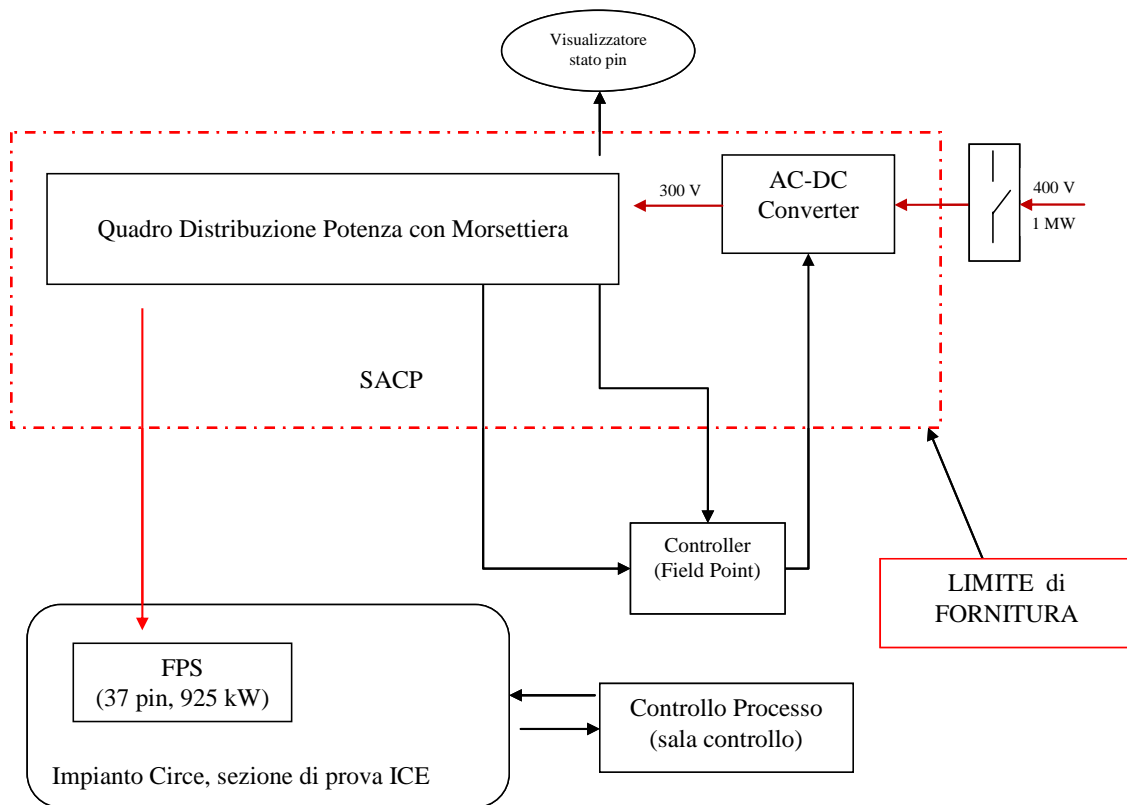 Visualizzatore
stato pin
AC-DC
Converter
300 V
400 V
1 MW
Quadro Distribuzione Potenza con Morsettiera
SACP
Controller
(Field Point)
LIMITE di
FORNITURA
FPS
(37 pin, 925 kW)
Controllo Processo
(sala controllo)
Impianto Circe, sezione di prova ICE